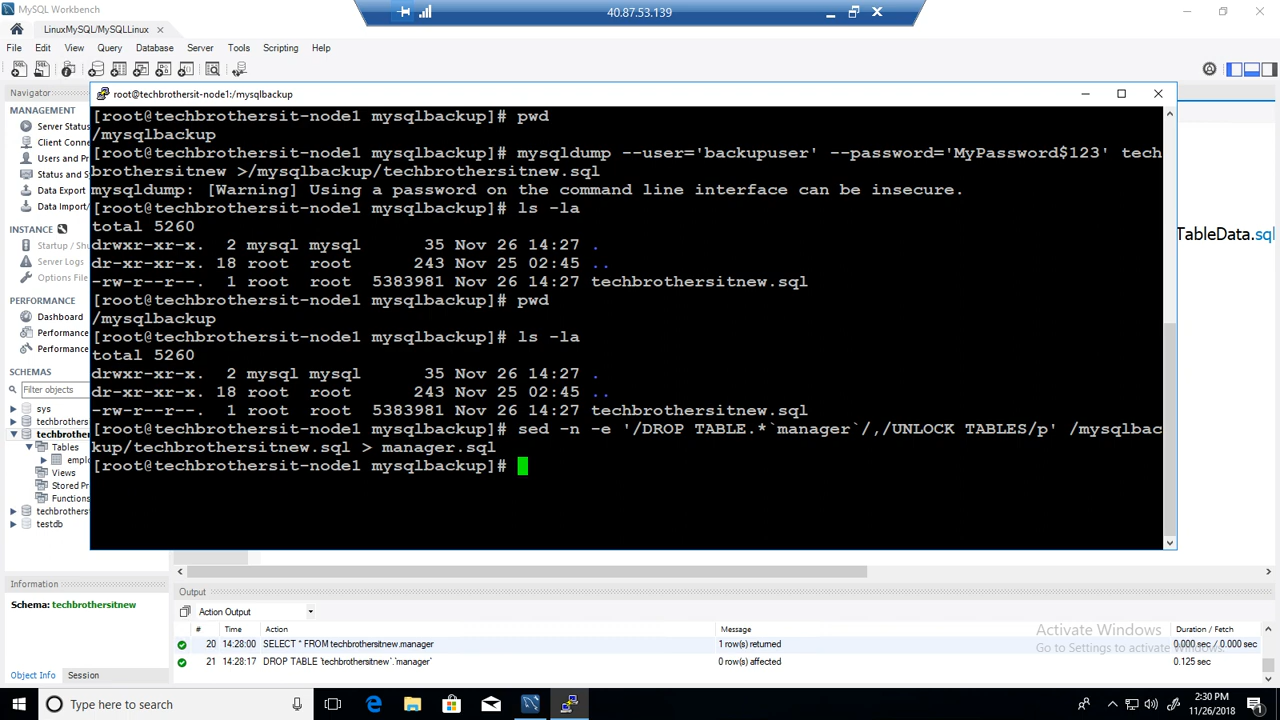 MySQL Workbench
40.87.53.139
LinuxMySQL/MySQLLinux
File Edit View Query Database Server Tools Scripting Help
Navigator
root@techbrothersit-node1:/mysqlbackup
MANAGEMENT
Server Status
Client Conne
Users and Pr
Status and S
Data Export
Data Import/
INSTANCE
Startup / Shu
Server Logs
Options File
PERFORMANCE
Dashboard
Performance
Performance
SCHEMAS
Filter objects
sys
techbrothers
techbrother
Tables
emplo
Views
Stored Pr
Functions
techbrothers
testdb
[root@techbrothersit-node1 mysqlbackup]# pwd
/mysqlbackup
[root@techbrothersit-node1 mysqlbackup]# mysqldump --user='backupuser' --password='MyPassword$123' tech
brothersitnew >/mysqlbackup/techbrothersitnew.sql
mysqldump: [Warning] Using a password on the command line interface can be insecure.
[root@techbrothersit-node1 mysqlbackup]# ls -la
total 5260
drwxr-xr-x. 2 mysql mysql 35 Nov 26 14:27 .
drwxr-xr-x. 18 root root 243 Nov 25 02:45 ..
-rw-r--r--. 1 root root 5383981 Nov 26 14:27 techbrothersitnew.sql
[root@techbrothersit-node1 mysqlbackup]# pwd
/mysqlbackup
[root@techbrothersit-node1 mysqlbackup]# ls -la
total 5260
drwxr-xr-x. 2 mysql mysql 35 Nov 26 14:27 .
dr-xr-xr-x. 18 root root 243 Nov 25 02:45 ..
-rw-r--r--. 1 root root 5383981 Nov 26 14:27 techbrothersitnew.sql
[root@techbrothersit-node1 mysqlbackup]# sed -n -e '/DROP TABLE.*`manager`/,/UNLOCK TABLES/p' /mysqlbac
kup/techbrothersitnew.sql > manager.sql
[root@techbrothersit-node1 mysqlbackup]#
TableData.sql
Information
Schema: techbrothersitnew
Object Info Session
Output
Action Output
# Time Action Message Duration / Fetch
20 14:28:00 SELECT * FROM techbrothersitnew.manager 1 row(s) returned 0.000 sec / 0.000 sec
21 14:28:17 DROP TABLE `techbrothersitnew`.`manager` 0 row(s) affected 0.125 sec
Activate Windows
Go to Settings to activate Windows.
Type here to search
2:30 PM
11/26/2018